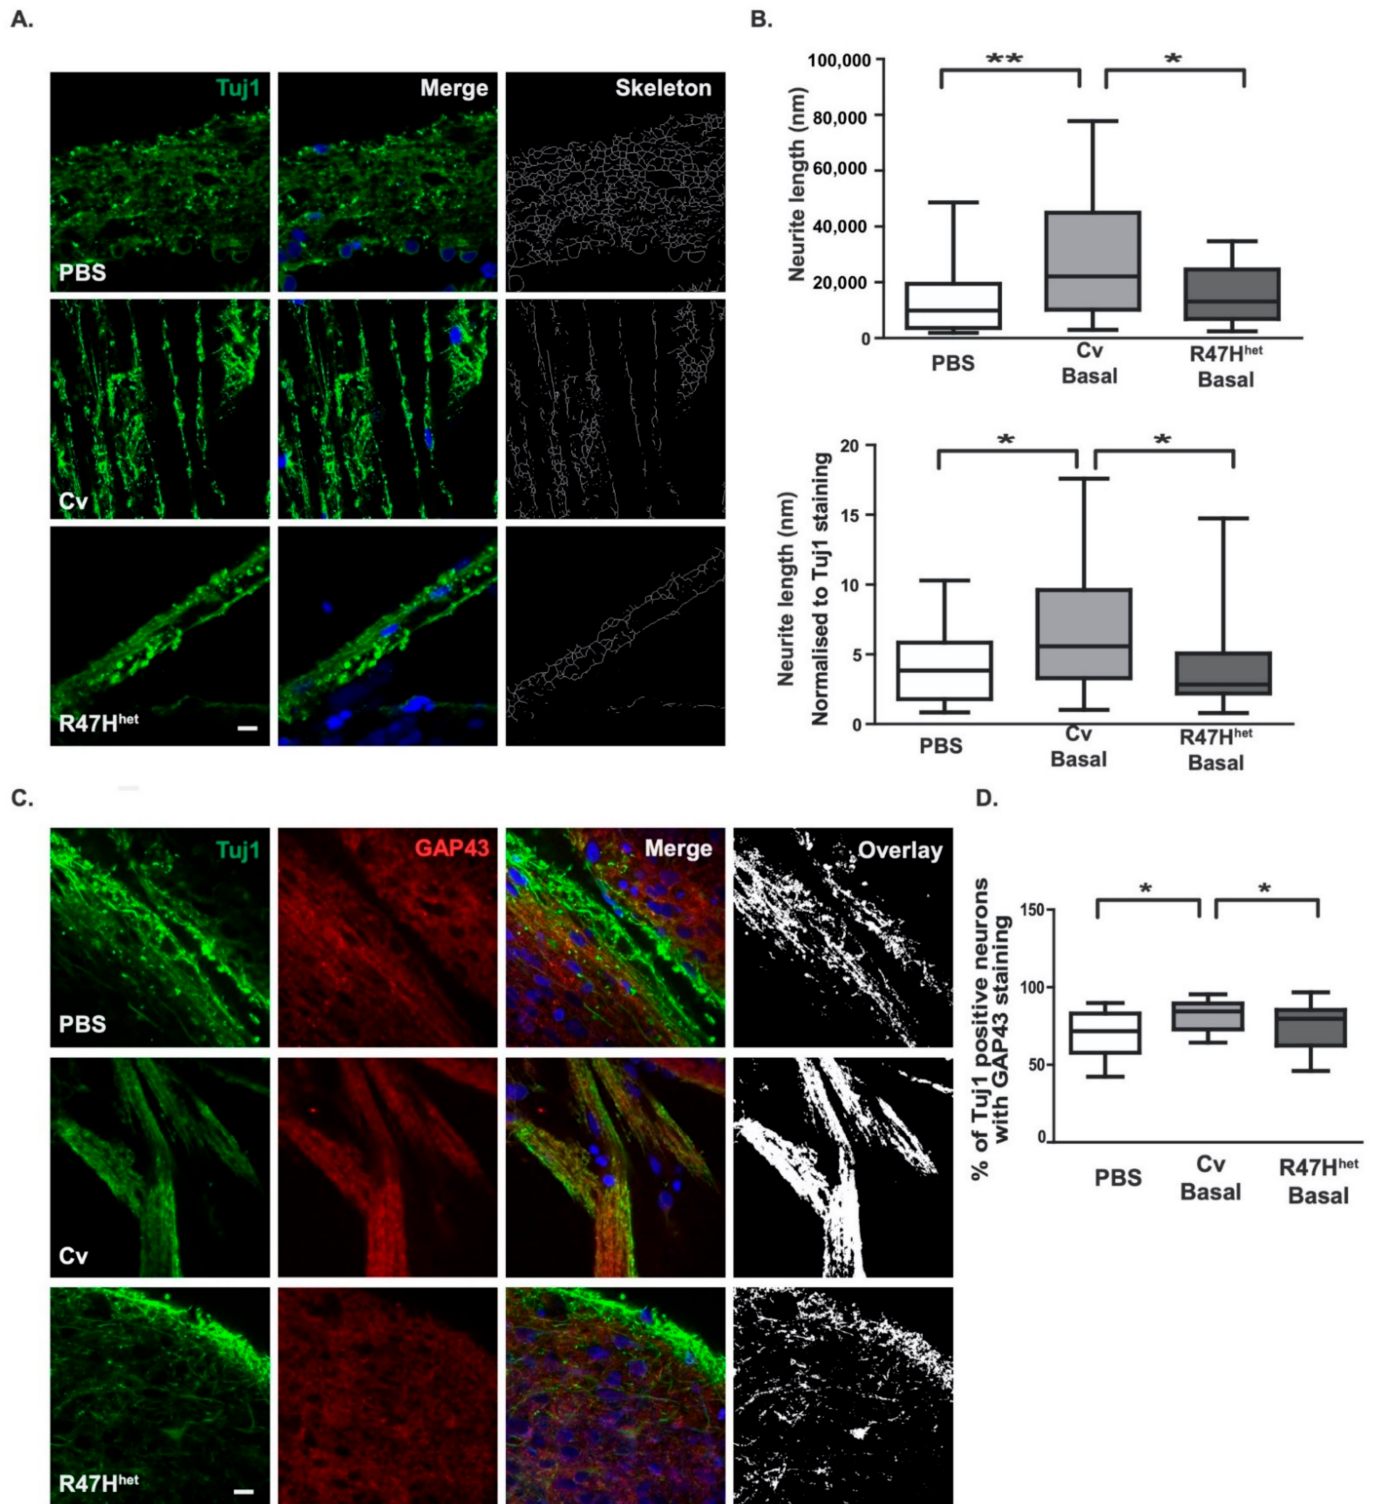 A.
Tuj1 Merge Skeleton
PBS
Cv
R47Hhet
B.
100,000
80,000
60,000
40,000
20,000
0
Neurite length (nm)
** *
PBS
Cv
Basal
R47Hhet
Basal
20
15
10
5
0
Neurite length (nm)
Normalised to Tuj1 staining
* *
PBS
Cv
Basal
R47Hhet
Basal
C.
Tuj1 GAP43 Merge Overlay
PBS
Cv
R47Hhet
D.
% of Tuj1 positive neurons
with GAP43 staining
150
100
50
0
* *
PBS
Cv
Basal
R47Hhet
Basal